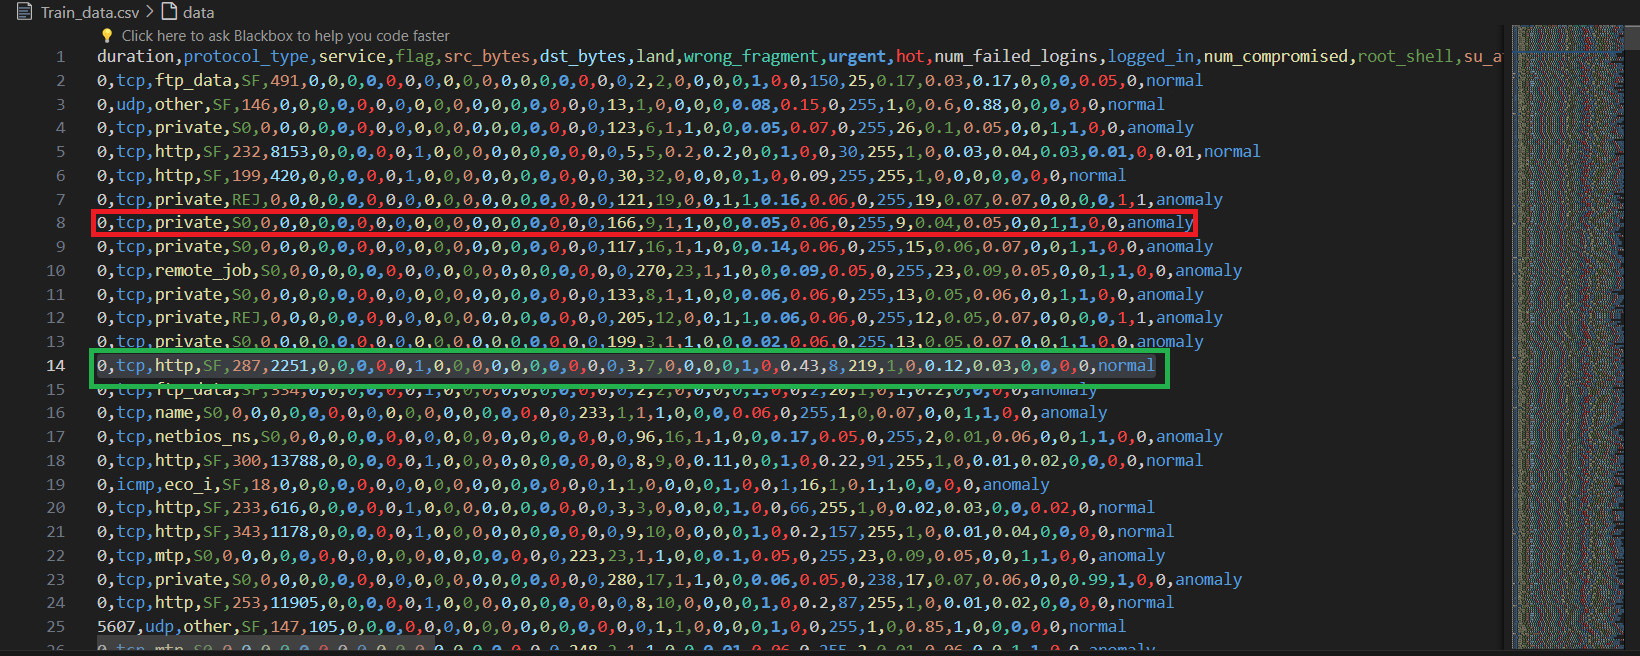 Train_data.csv > data
Click here to ask Blackbox to help you code faster
1 duration,protocol_type,service,flag,src_bytes,dst_bytes,land,wrong_fragment,urgent,hot,num_failed_logins,logged_in,num_compromised,root_shell,su_a
2 0,tcp,ftp_data,SF,491,0,0,0,0,0,0,0,0,0,0,0,0,0,0,0,0,0,2,2,0,0,0,0,1,0,0,150,25,0.17,0.03,0.17,0,0,0,0.05,0,normal
3 0,udp,other,SF,146,0,0,0,0,0,0,0,0,0,0,0,0,0,0,0,0,0,13,1,0,0,0,0,0.08,0.15,0,255,1,0,0.6,0.88,0,0,0,0,0,normal
4 0,tcp,private,S0,0,0,0,0,0,0,0,0,0,0,0,0,0,0,0,0,0,0,123,6,1,1,0,0,0.05,0.07,0,255,26,0.1,0.05,0,0,1,1,0,0,anomaly
5 0,tcp,http,SF,232,8153,0,0,0,0,0,1,0,0,0,0,0,0,0,0,0,0,5,5,0.2,0.2,0,0,1,0,0,30,255,1,0,0.03,0.04,0.03,0.01,0,0.01,normal
6 0,tcp,http,SF,199,420,0,0,0,0,0,1,0,0,0,0,0,0,0,0,0,0,30,32,0,0,0,0,1,0,0.09,255,255,1,0,0,0,0,0,0,0,normal
7 0,tcp,private,REJ,0,0,0,0,0,0,0,0,0,0,0,0,0,0,0,0,0,0,121,19,0,0,1,1,0.16,0.06,0,255,19,0.07,0.07,0,0,0,0,1,1,anomaly
8 0,tcp,private,S0,0,0,0,0,0,0,0,0,0,0,0,0,0,0,0,0,0,0,166,9,1,1,0,0,0.05,0.06,0,255,9,0.04,0.05,0,0,1,1,0,0,anomaly
9 0,tcp,private,S0,0,0,0,0,0,0,0,0,0,0,0,0,0,0,0,0,0,0,117,16,1,1,0,0,0.14,0.06,0,255,15,0.06,0.07,0,0,1,1,0,0,anomaly
10 0,tcp,remote_job,S0,0,0,0,0,0,0,0,0,0,0,0,0,0,0,0,0,0,0,270,23,1,1,0,0,0.09,0.05,0,255,23,0.09,0.05,0,0,1,1,0,0,anomaly
11 0,tcp,private,S0,0,0,0,0,0,0,0,0,0,0,0,0,0,0,0,0,0,0,133,8,1,1,0,0,0.06,0.06,0,255,13,0.05,0.06,0,0,1,1,0,0,anomaly
12 0,tcp,private,REJ,0,0,0,0,0,0,0,0,0,0,0,0,0,0,0,0,0,0,205,12,0,0,1,1,0.06,0.06,0,255,12,0.05,0.07,0,0,0,0,1,1,anomaly
13 0,tcp,private,S0,0,0,0,0,0,0,0,0,0,0,0,0,0,0,0,0,0,0,199,3,1,1,0,0,0.02,0.06,0,255,13,0.05,0.07,0,0,1,1,0,0,anomaly
14 0,tcp,http,SF,287,2251,0,0,0,0,0,1,0,0,0,0,0,0,0,0,0,0,3,7,0,0,0,0,1,0,0.43,8,219,1,0,0.12,0.03,0,0,0,0,normal
15 0,tcp,ftp_data,SF,334,0,0,0,0,0,0,1,0,0,0,0,0,0,0,0,0,0,2,2,0,0,0,0,1,0,0,2,20,1,0,1,0.2,0,0,0,0,anomaly
16 0,tcp,name,S0,0,0,0,0,0,0,0,0,0,0,0,0,0,0,0,0,0,0,233,1,1,1,0,0,0,0.06,0,255,1,0,0.07,0,0,1,1,0,0,anomaly
17 0,tcp,netbios_ns,S0,0,0,0,0,0,0,0,0,0,0,0,0,0,0,0,0,0,0,96,16,1,1,0,0,0.17,0.05,0,255,2,0.01,0.06,0,0,1,1,0,0,anomaly
18 0,tcp,http,SF,300,13788,0,0,0,0,0,1,0,0,0,0,0,0,0,0,0,0,8,9,0,0.11,0,0,1,0,0.22,91,255,1,0,0.01,0.02,0,0,0,0,normal
19 0,icmp,eco_i,SF,18,0,0,0,0,0,0,0,0,0,0,0,0,0,0,0,0,0,1,1,0,0,0,0,1,0,0,1,16,1,0,1,1,0,0,0,0,anomaly
20 0,tcp,http,SF,233,616,0,0,0,0,0,1,0,0,0,0,0,0,0,0,0,0,3,3,0,0,0,0,1,0,0,66,255,1,0,0.02,0.03,0,0,0.02,0,normal
21 0,tcp,http,SF,343,1178,0,0,0,0,0,1,0,0,0,0,0,0,0,0,0,0,9,10,0,0,0,0,1,0,0.2,157,255,1,0,0.01,0.04,0,0,0,0,normal
22 0,tcp,mtp,S0,0,0,0,0,0,0,0,0,0,0,0,0,0,0,0,0,0,0,223,23,1,1,0,0,0.1,0.05,0,255,23,0.09,0.05,0,0,1,1,0,0,anomaly
23 0,tcp,private,S0,0,0,0,0,0,0,0,0,0,0,0,0,0,0,0,0,0,0,280,17,1,1,0,0,0.06,0.05,0,238,17,0.07,0.06,0,0,0.99,1,0,0,anomaly
24 0,tcp,http,SF,253,11905,0,0,0,0,0,1,0,0,0,0,0,0,0,0,0,0,8,10,0,0,0,0,1,0,0.2,87,255,1,0,0.01,0.02,0,0,0,0,normal
25 5607,udp,other,SF,147,105,0,0,0,0,0,0,0,0,0,0,0,0,0,0,0,0,1,1,0,0,0,0,1,0,0,255,1,0,0.85,1,0,0,0,0,0,normal